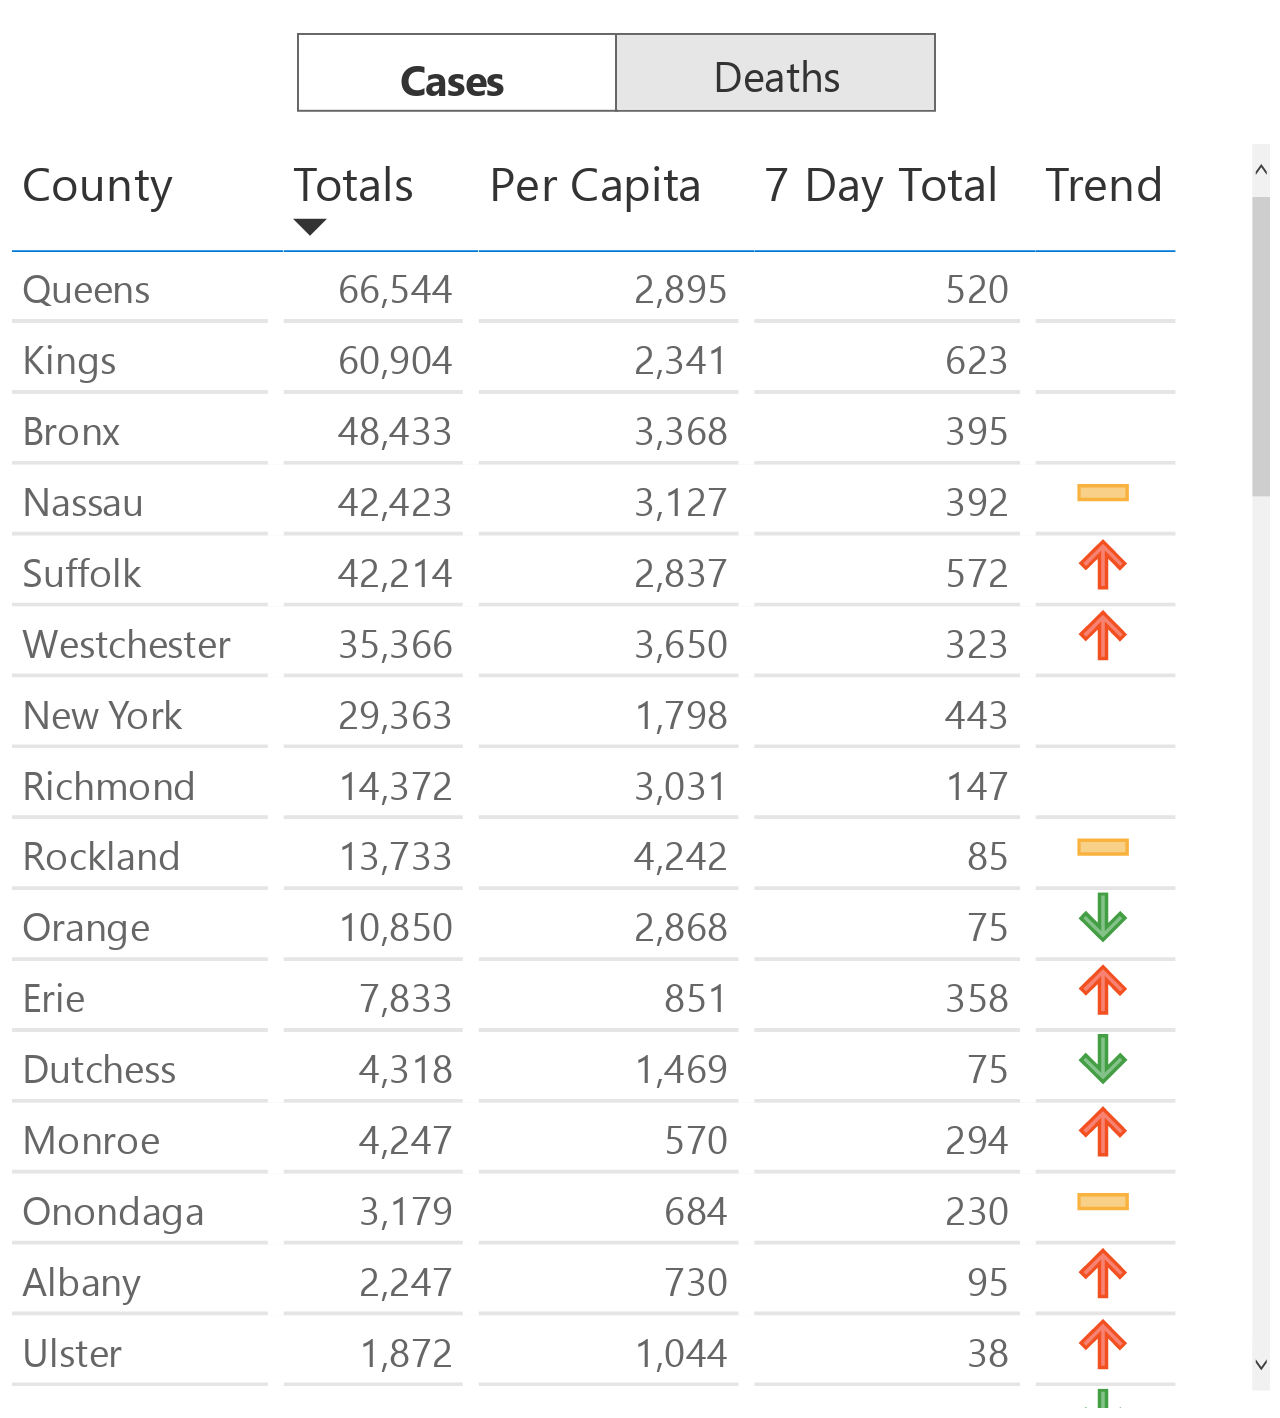 Cases Deaths
County Totals Per Capita 7 Day Total Trend
Queens 66,544 2,895 520
Kings 60,904 2,341 623
Bronx 48,433 3,368 395
Nassau 42,423 3,127 392
Suffolk 42,214 2,837 572
Westchester 35,366 3,650 323
New York 29,363 1,798 443
Richmond 14,372 3,031 147
Rockland 13,733 4,242 85
Orange 10,850 2,868 75
Erie 7,833 851 358
Dutchess 4,318 1,469 75
Monroe 4,247 570 294
Onondaga 3,179 684 230
Albany 2,247 730 95
Ulster 1,872 1,044 38